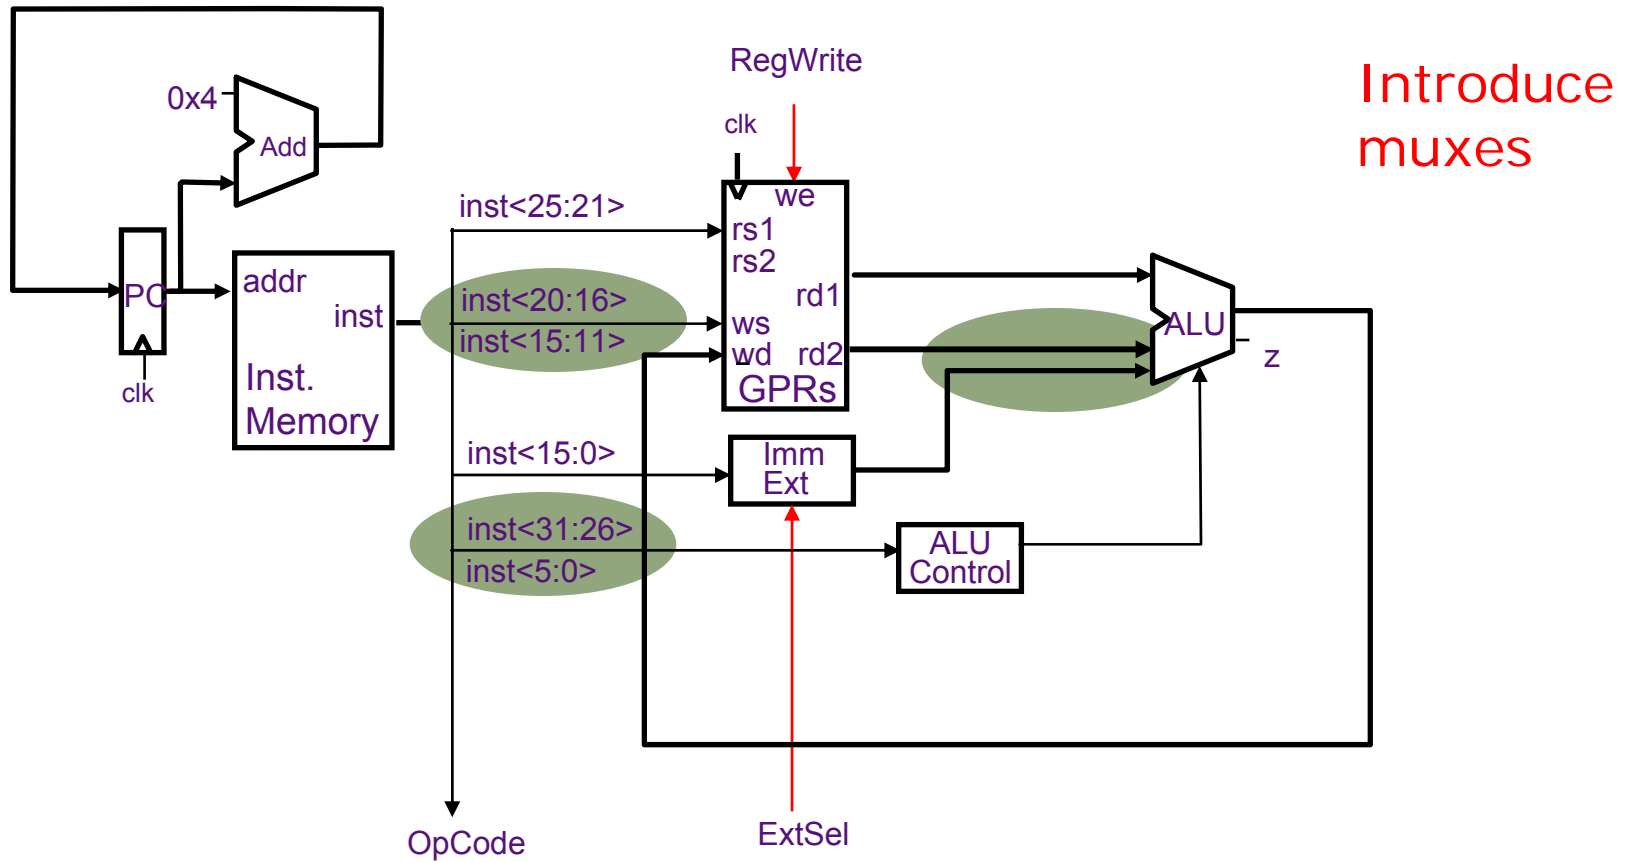 RegWrite
Introduce
muxes
0x4
Add
clk
we
inst<25:21>
rs1
rs2
PC
addr
inst
Inst.
Memory
clk
inst<20:16>
inst<15:11>
ws
wd
rd1
rd2
GPRs
ALU
z
inst<15:0>
Imm
Ext
inst<31:26>
inst<5:0>
ALU
Control
OpCode
ExtSel